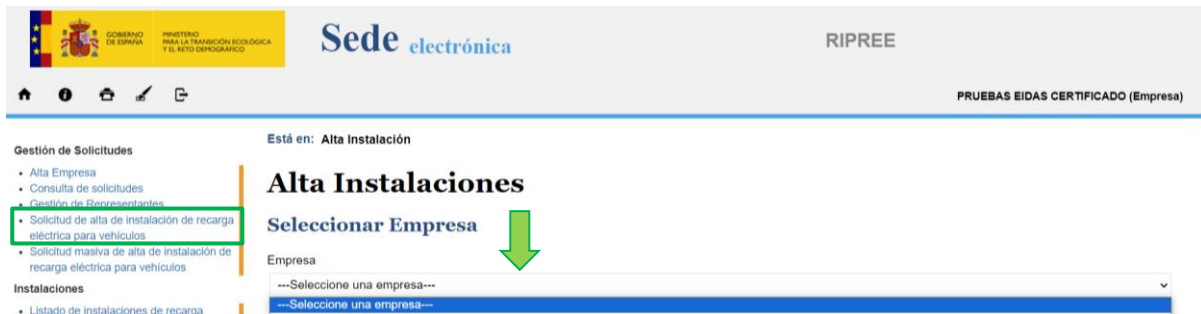 GOBIERNO
DE ESPAÑA
MINISTERIO
PARA LA TRANSICIÓN ECOLÓGICA
Y EL RETO DEMOGRÁFICO
Sede electrónica
RIPREE
PRUEBAS EIDAS CERTIFICADO (Empresa)
Gestión de Solicitudes
Alta Empresa
Consulta de solicitudes
Gestión de Representantes
Solicitud de alta de instalación de recarga
eléctrica para vehículos
Solicitud masiva de alta de instalación de
recarga eléctrica para vehículos
Instalaciones
Listado de instalaciones de recarga
Está en: Alta Instalación
Alta Instalaciones
Seleccionar Empresa
Empresa
---Seleccione una empresa---
---Seleccione una empresa---